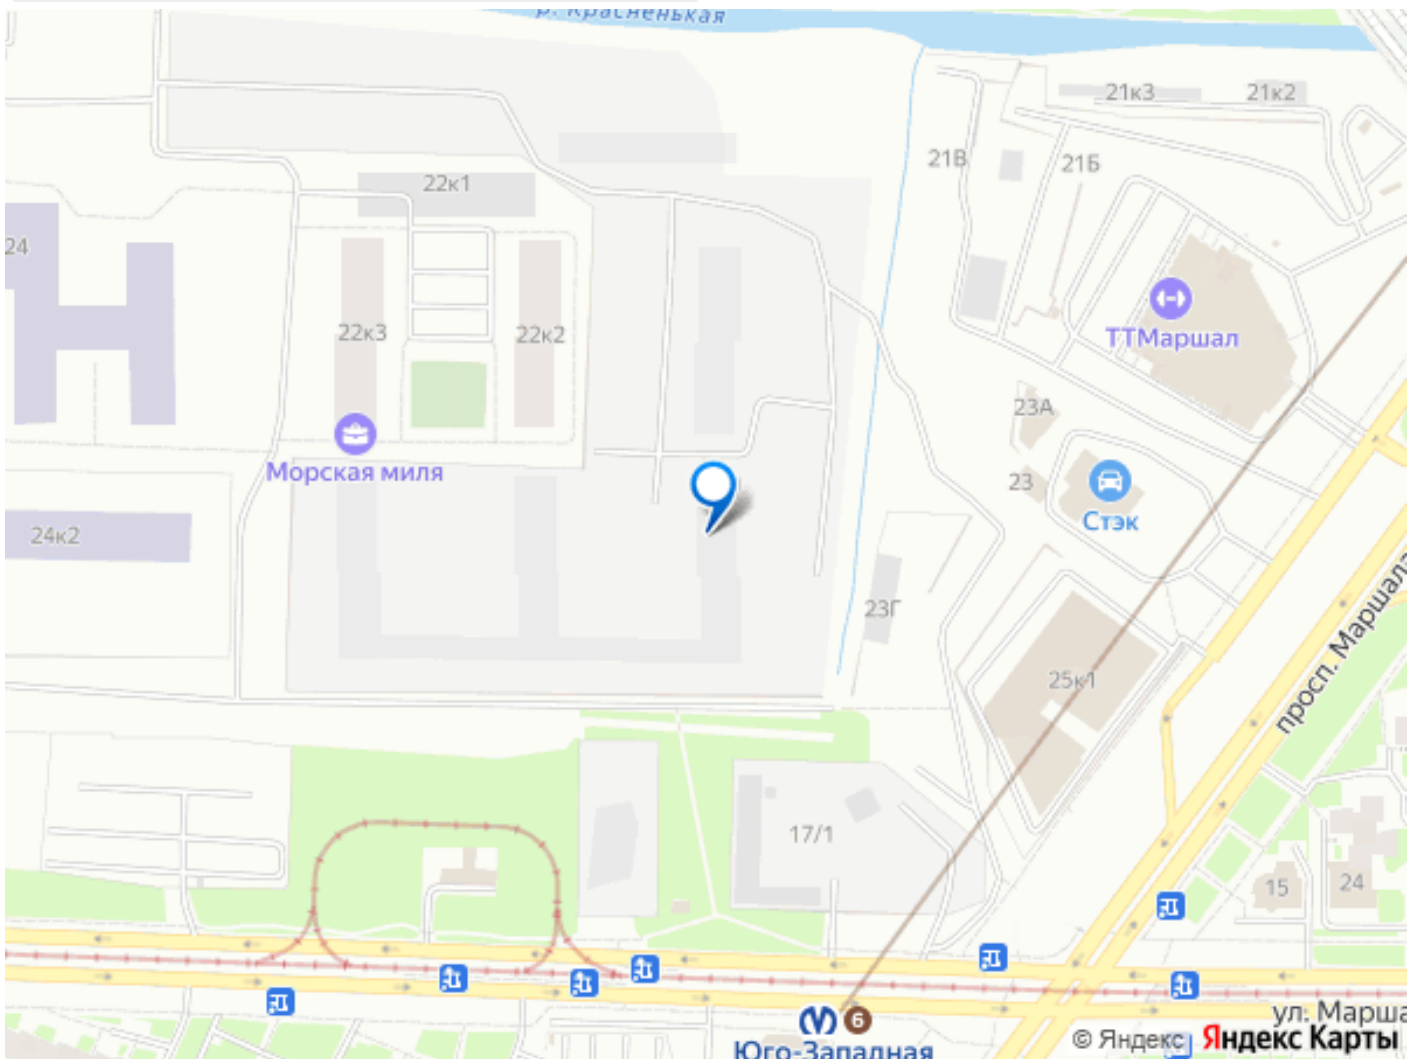 р. Красненькая
21к3
21к2
21В
21Б
22к1
24
22к3
22к2
ТТМаршал
23А
Морская миля
23
Стэк
24к2
23Г
25к1
просп. Маршала
17/1
15
24
6
Юго-Западная
ул. Марша
© Яндекс Яндекс Карты